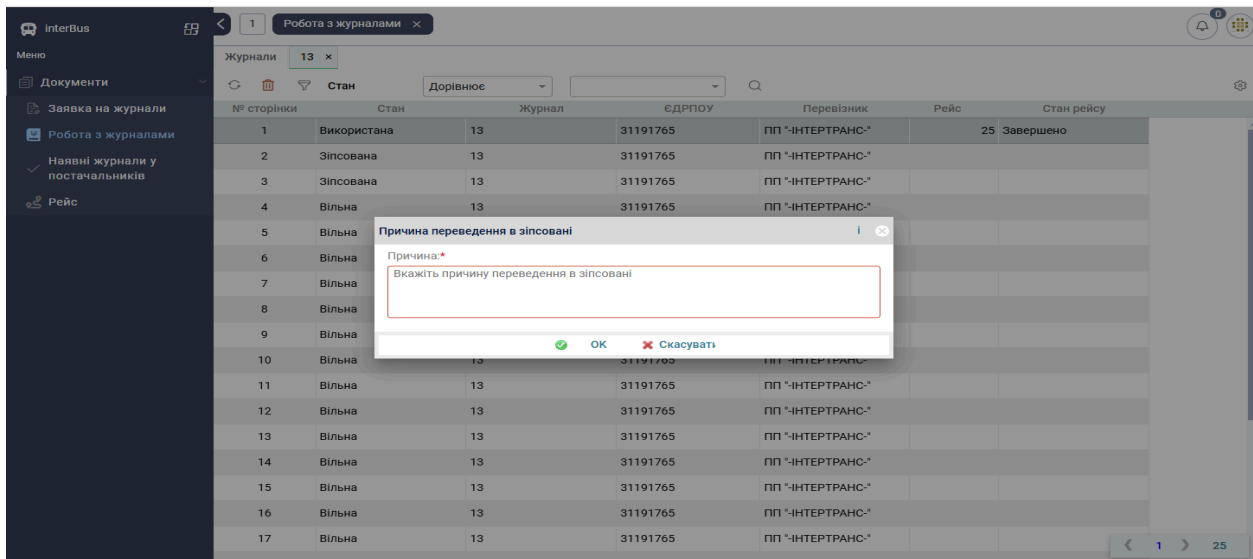 interBus
1 Робота з журналами ×
0
Меню
Документи
Заявка на журнали
Робота з журналами
Наявні журнали у
постачальників
Рейс
Журнали 13 ×
Стан Дорівнює
№ сторінки Стан Журнал ЄДРПОУ Перевізник Рейс Стан рейсу
1 Використана 13 31191765 ПП "-ІНТЕРТРАНС-" 25 Завершено
2 Зіпсована 13 31191765 ПП "-ІНТЕРТРАНС-"
3 Зіпсована 13 31191765 ПП "-ІНТЕРТРАНС-"
4 Вільна 13 31191765 ПП "-ІНТЕРТРАНС-"
5 Вільна
6 Вільна
7 Вільна
8 Вільна
9 Вільна
Причина переведення в зіпсовані i
Причина:*
Вкажіть причину переведення в зіпсовані
OK Скасувати
10 Вільна 13 31191765 ПП "-ІНТЕРТРАНС-"
11 Вільна 13 31191765 ПП "-ІНТЕРТРАНС-"
12 Вільна 13 31191765 ПП "-ІНТЕРТРАНС-"
13 Вільна 13 31191765 ПП "-ІНТЕРТРАНС-"
14 Вільна 13 31191765 ПП "-ІНТЕРТРАНС-"
15 Вільна 13 31191765 ПП "-ІНТЕРТРАНС-"
16 Вільна 13 31191765 ПП "-ІНТЕРТРАНС-"
17 Вільна 13 31191765 ПП "-ІНТЕРТРАНС-"
1 25